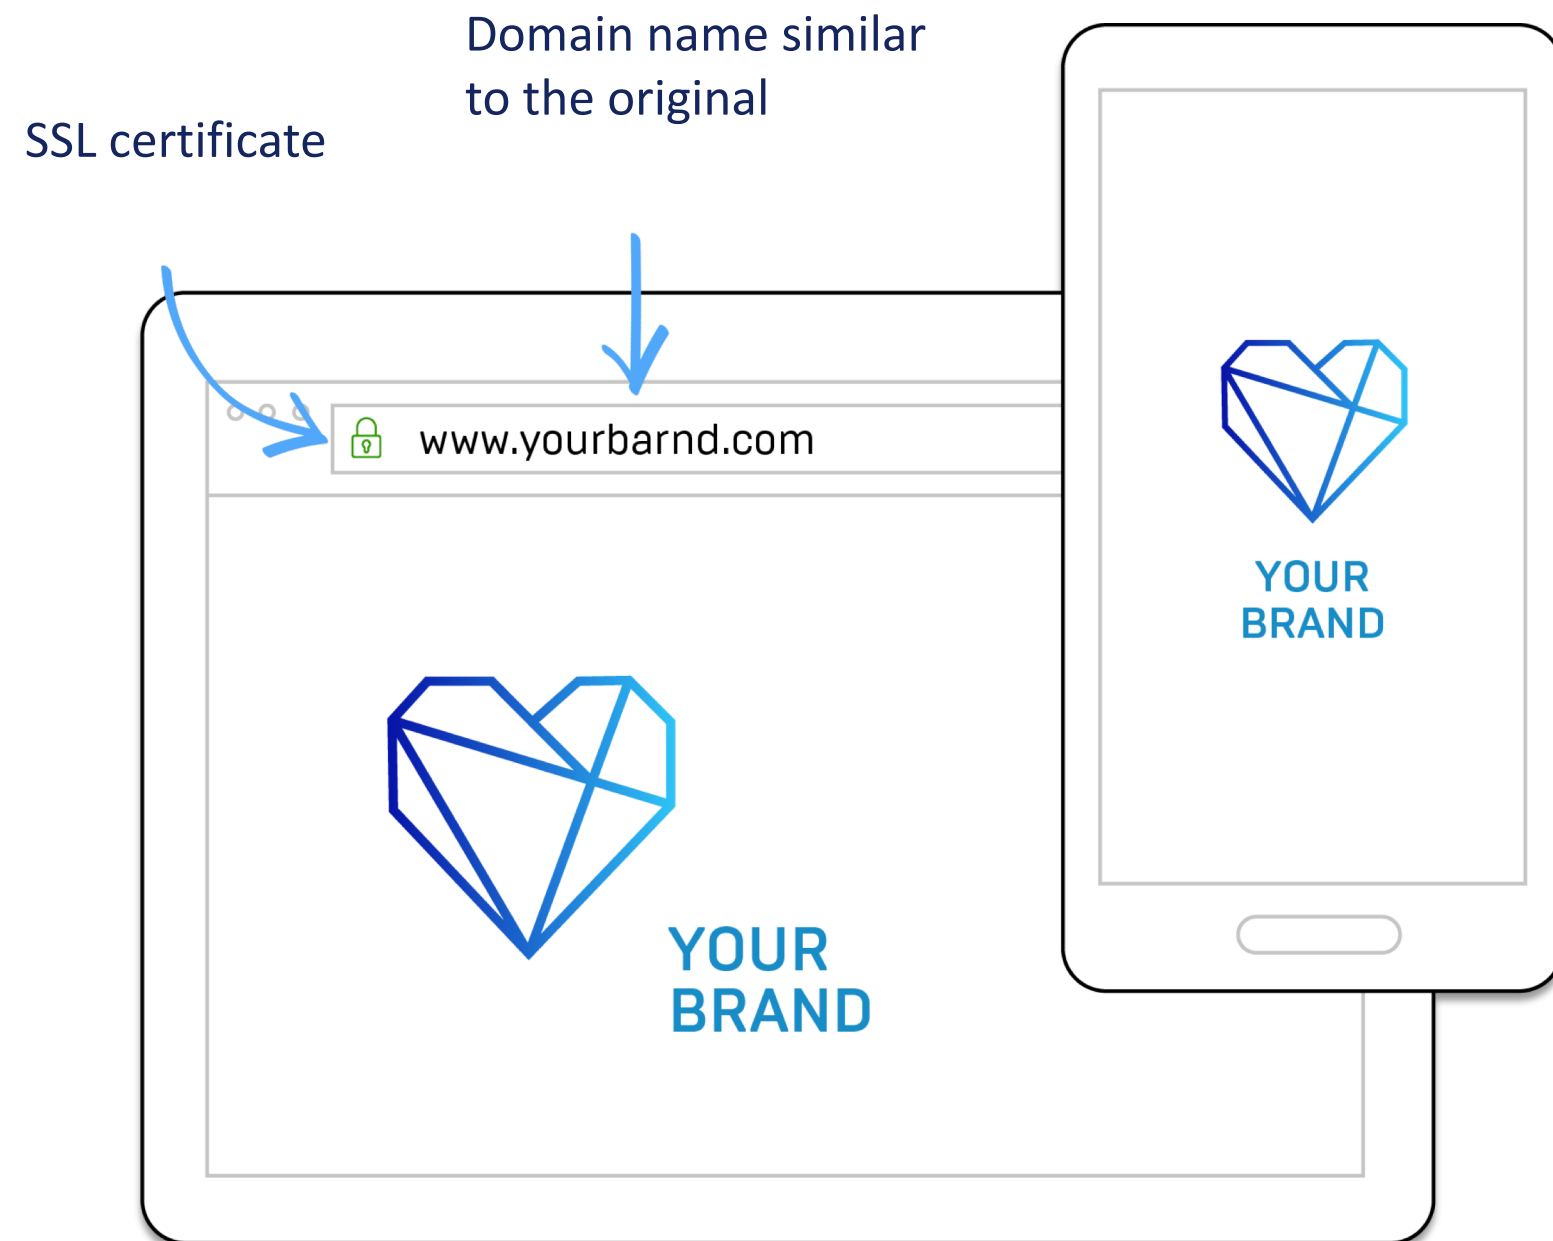 Domain name similar
to the original
SSL certificate
www.yourbarnd.com
YOUR
BRAND
YOUR
BRAND